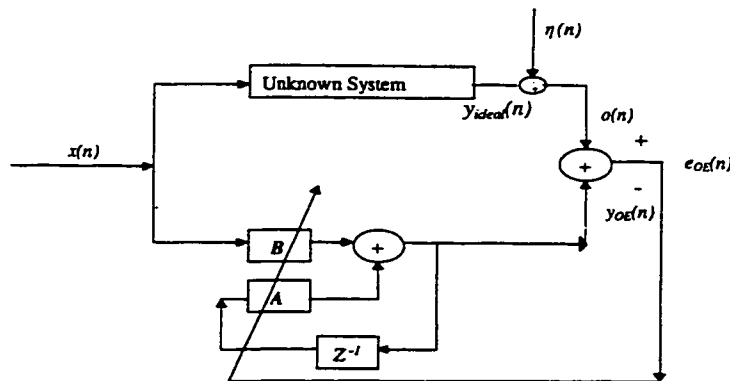 η(n)
Unknown System
y_ideal(n)
o(n)
+
x(n)
+
e_OE(n)
-
y_OE(n)
B
+
A
Z^-1